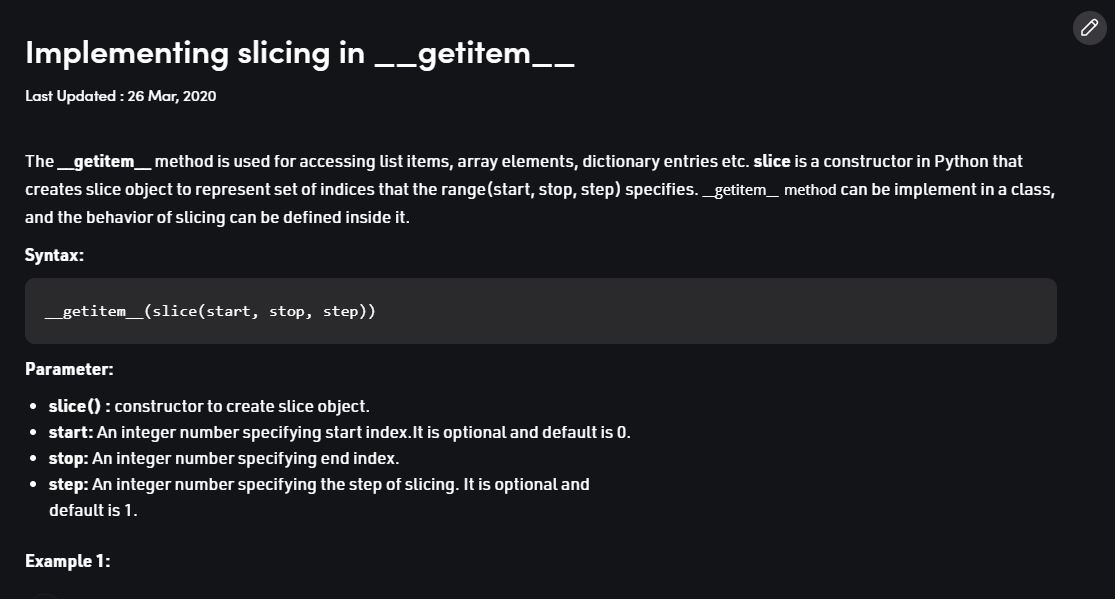 Implementing slicing in __getitem__
Last Updated : 26 Mar, 2020
The __getitem__ method is used for accessing list items, array elements, dictionary entries etc. slice is a constructor in Python that
creates slice object to represent set of indices that the range(start, stop, step) specifies. __getitem__ method can be implement in a class,
and the behavior of slicing can be defined inside it.
Syntax:
__getitem__(slice(start, stop, step))
Parameter:
• slice() : constructor to create slice object.
• start: An integer number specifying start index.It is optional and default is 0.
• stop: An integer number specifying end index.
• step: An integer number specifying the step of slicing. It is optional and
default is 1.
Example 1: